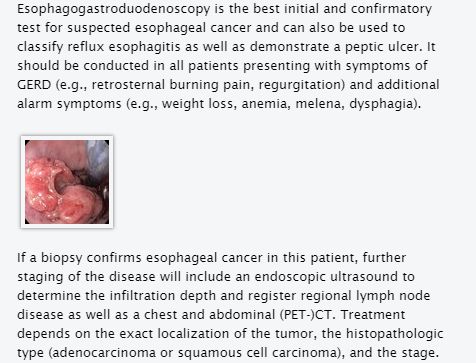 Esophagogastroduodenoscopy is the best initial and confirmatory
test for suspected esophageal cancer and can also be used to
classify reflux esophagitis as well as demonstrate a peptic ulcer. It
should be conducted in all patients presenting with symptoms of
GERD (e.g., retrosternal burning pain, regurgitation) and additional
alarm symptoms (e.g., weight loss, anemia, melena, dysphagia).
If a biopsy confirms esophageal cancer in this patient, further
staging of the disease will include an endoscopic ultrasound to
determine the infiltration depth and register regional lymph node
disease as well as a chest and abdominal (PET-)CT. Treatment
depends on the exact localization of the tumor, the histopathologic
type (adenocarcinoma or squamous cell carcinoma), and the stage.